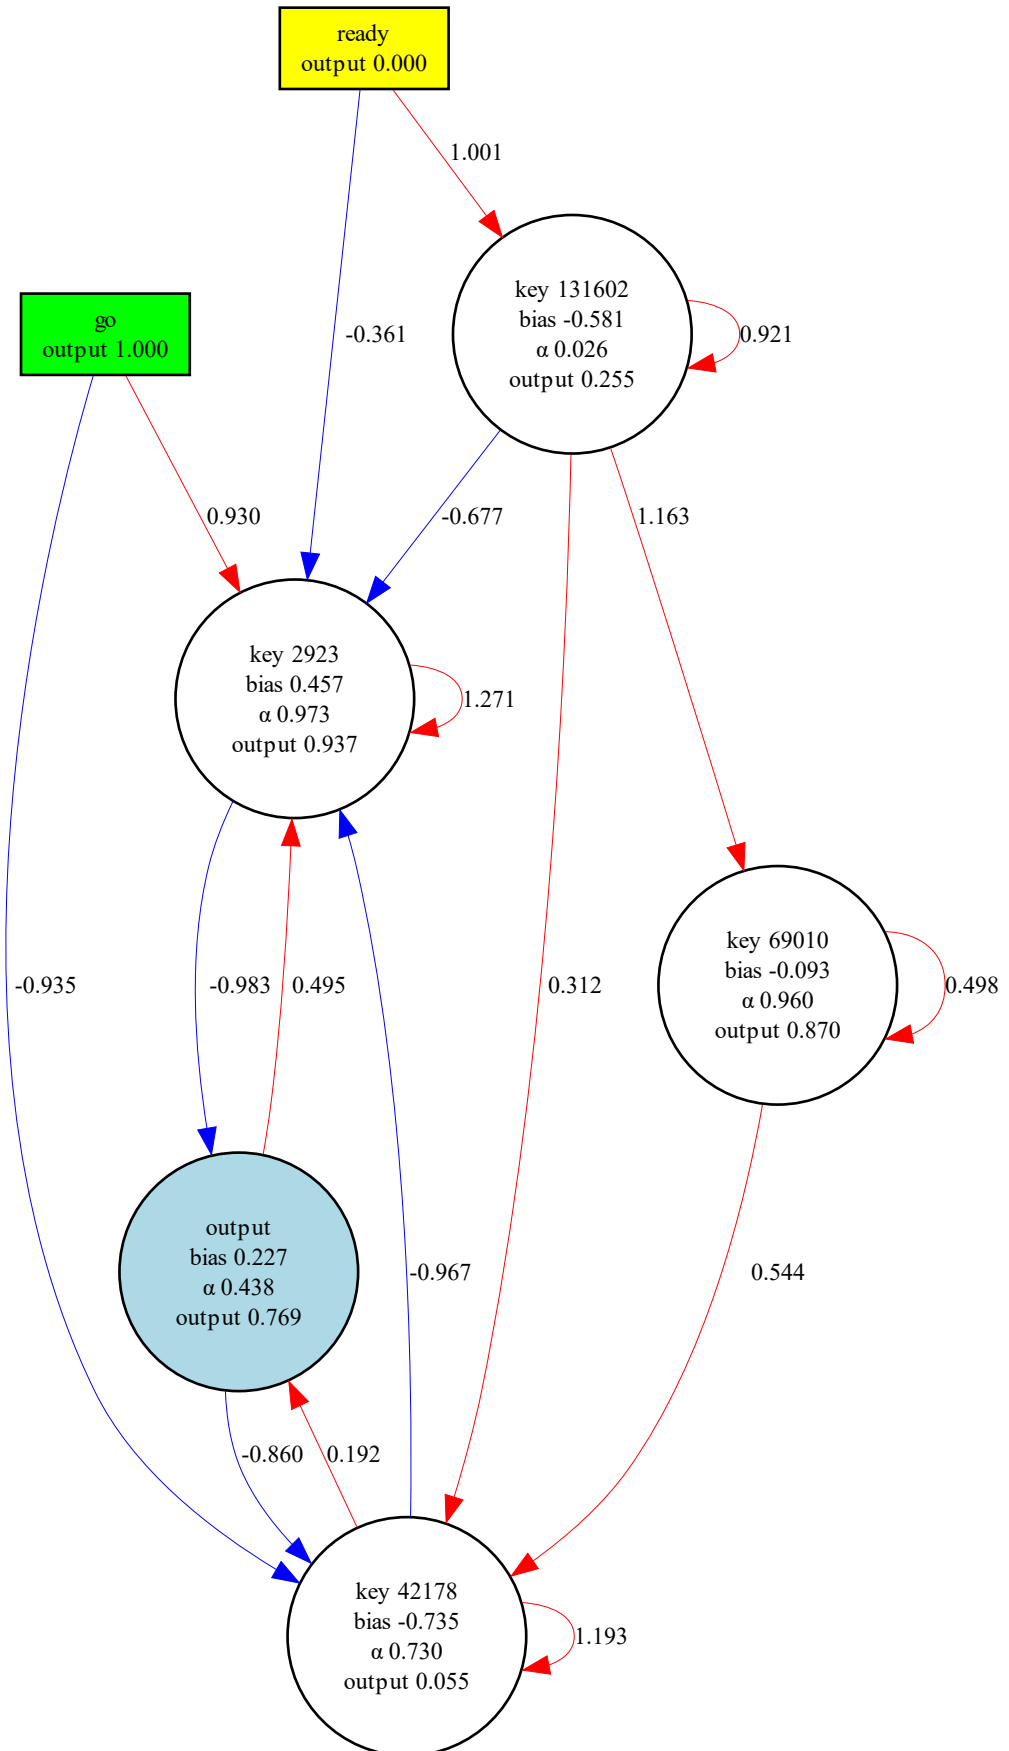 ready
output 0.000
1.001
key 131602
bias -0.581
α 0.026
output 0.255
0.921
go
output 1.000
-0.361
0.930
-0.677
1.163
key 2923
bias 0.457
α 0.973
output 0.937
1.271
-0.935
-0.983
0.495
0.312
key 69010
bias -0.093
α 0.960
output 0.870
0.498
output
bias 0.227
α 0.438
output 0.769
-0.967
0.544
-0.860
0.192
key 42178
bias -0.735
α 0.730
output 0.055
1.193